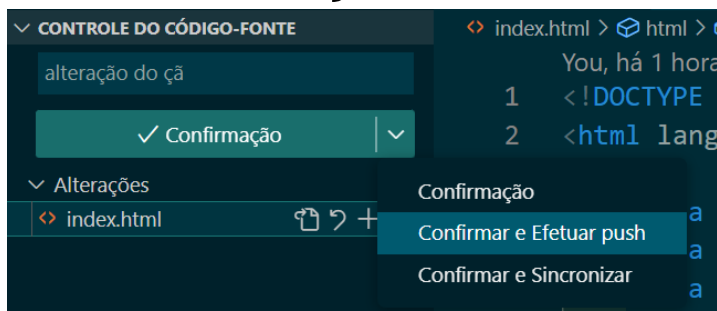 CONTROLE DO CÓDIGO-FONTE
index.html > html >
alteração do çã
You, há 1 hora
1 <!DOCTYPE
Confirmação
2 <html lang
Alterações
index.html
Confirmação
Confirmar e Efetuar push
a
a
Confirmar e Sincronizar
a